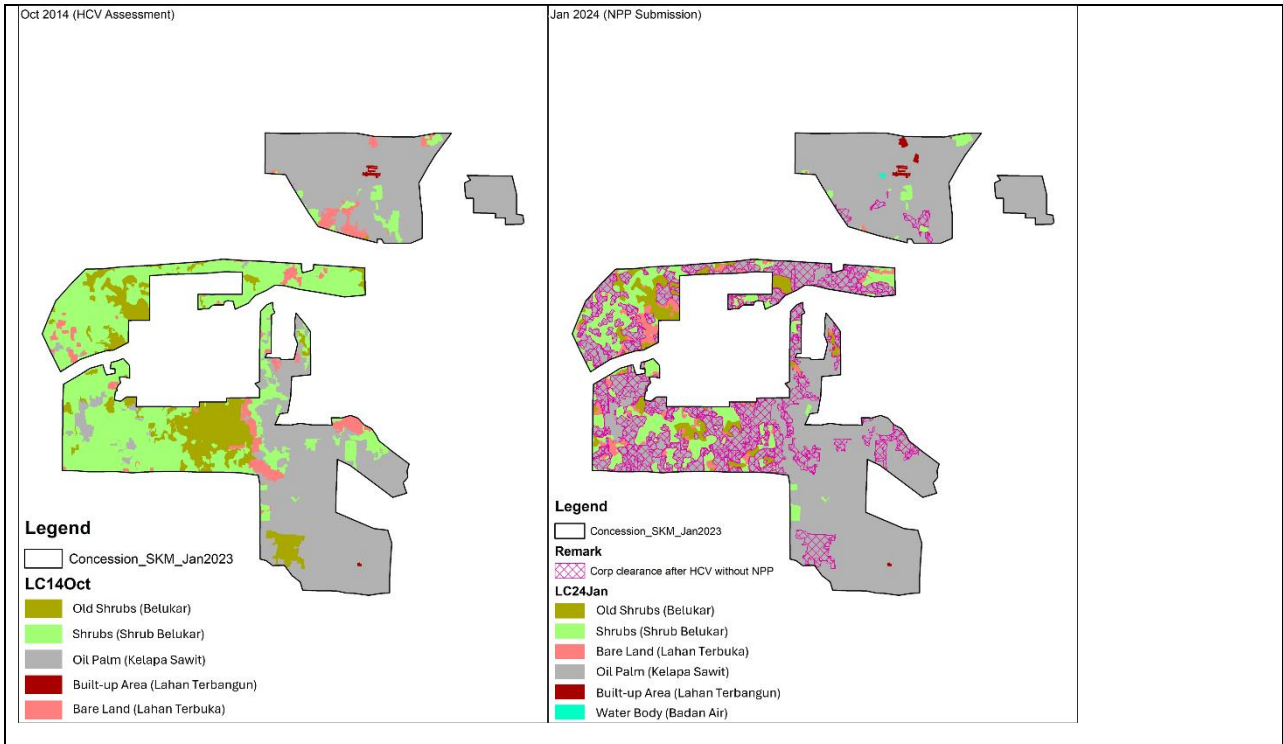 Oct 2014 (HCV Assessment)
Legend
Concession_SKM_Jan2023
LC14Oct
Old Shrubs (Belukar)
Shrubs (Shrub Belukar)
Oil Palm (Kelapa Sawit)
Built-up Area (Lahan Terbangun)
Bare Land (Lahan Terbuka)
Jan 2024 (NPP Submission)
Legend
Concession_SKM_Jan2023
Remark
Corp clearance after HCV without NPP
LC24Jan
Old Shrubs (Belukar)
Shrubs (Shrub Belukar)
Bare Land (Lahan Terbuka)
Oil Palm (Kelapa Sawit)
Built-up Area (Lahan Terbangun)
Water Body (Badan Air)